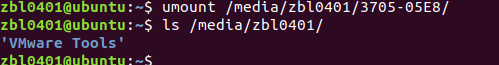 zbl0401@ubuntu:~$ umount /media/zbl0401/3705-05E8/
zbl0401@ubuntu:~$ ls /media/zbl0401/
'VMware Tools'
zbl0401@ubuntu:~$